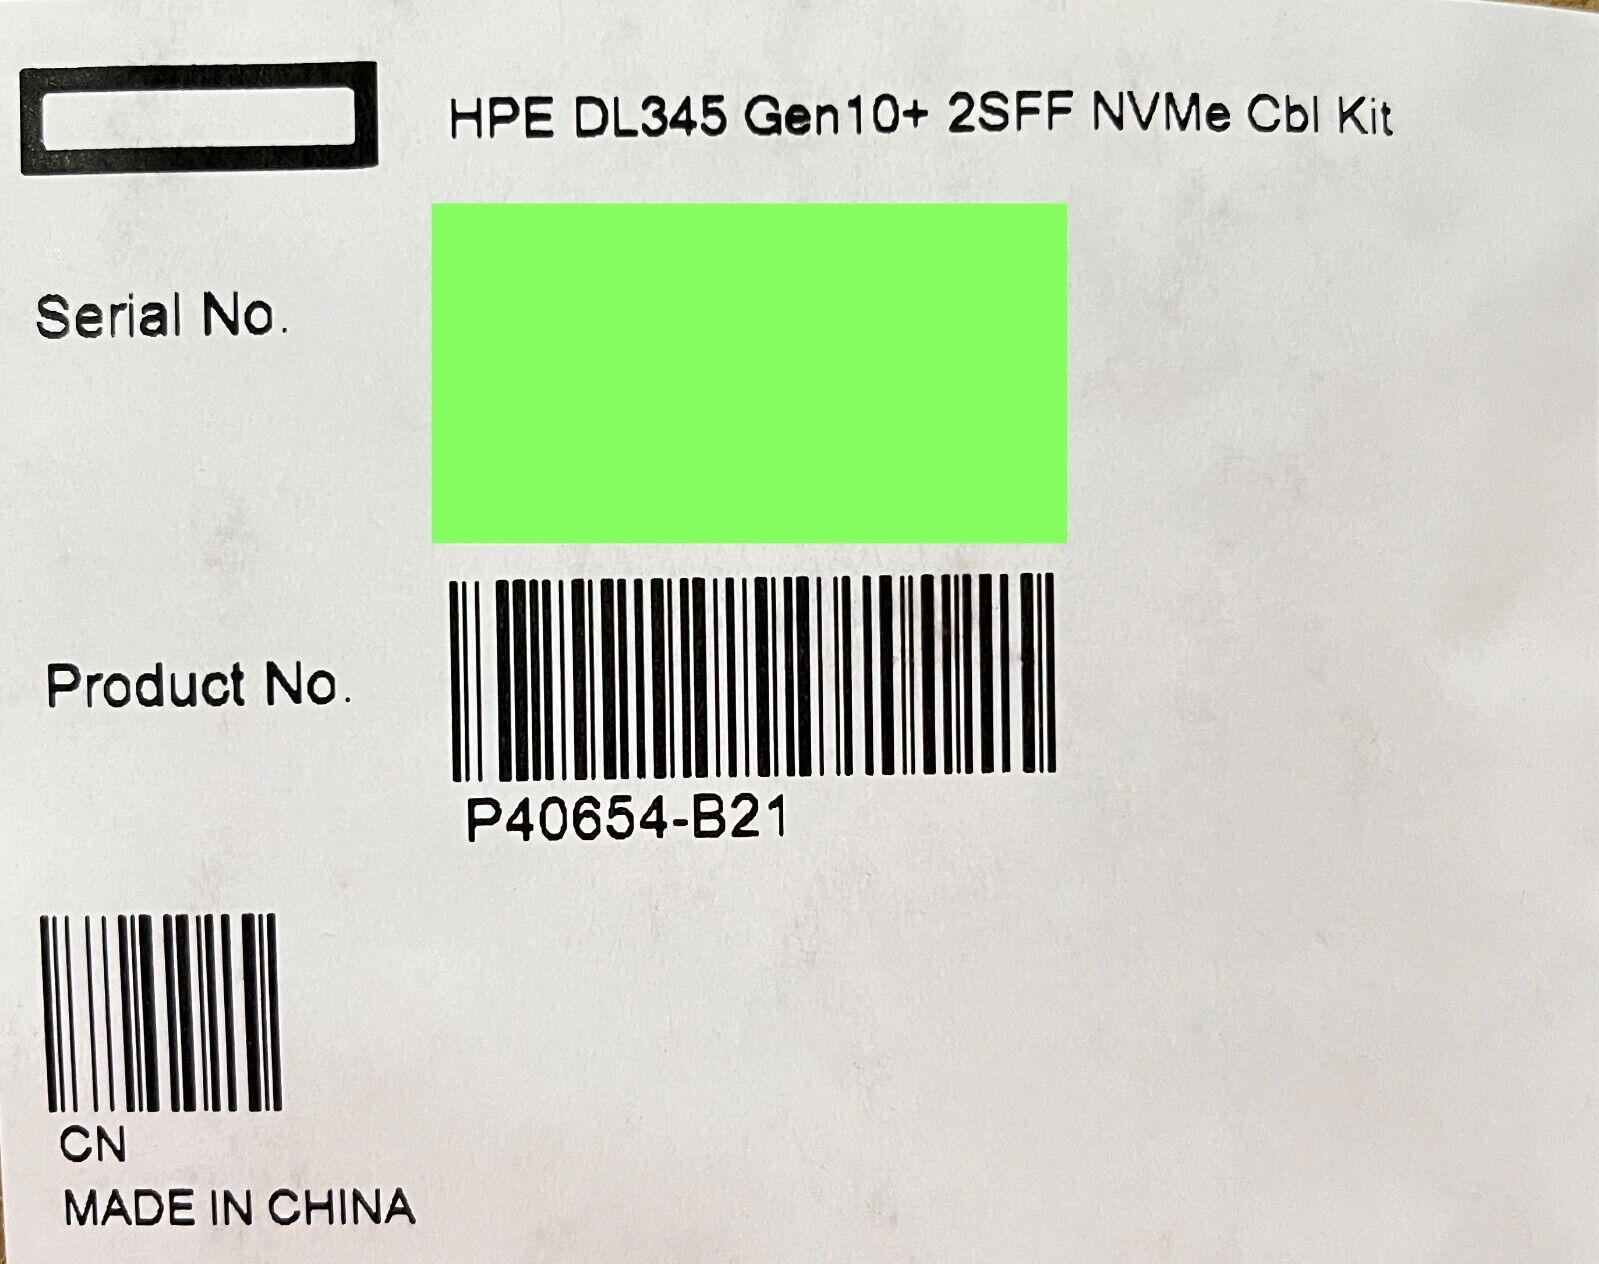 HPE DL345 Gen10+ 2SFF NVMe Cbl Kit
Serial No.
Product No.
P40654-B21
CN
MADE IN CHINA